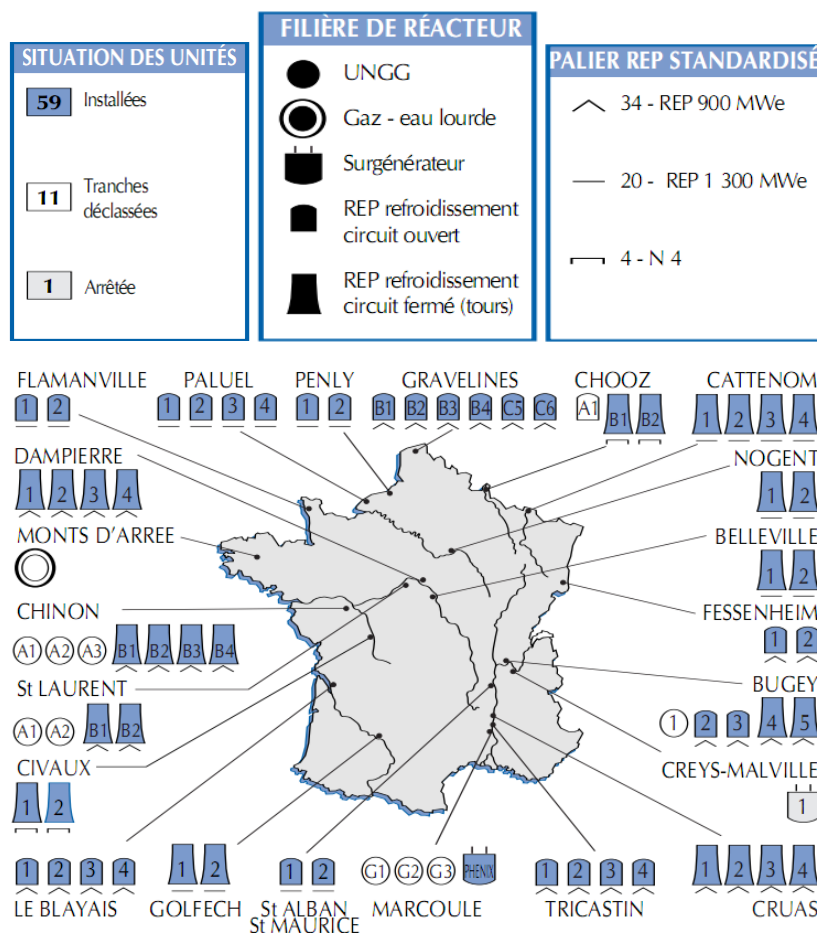 SITUATION DES UNITÉS
59 Installées
11 Tranches
déclassées
1 Arrêtée
FILIÈRE DE RÉACTEUR
UNGG
Gaz - eau lourde
Surgénérateur
REP refroidissement
circuit ouvert
REP refroidissement
circuit fermé (tours)
PALIER REP STANDARDISÉ
34 - REP 900 MWe
20 - REP 1 300 MWe
4 - N 4
FLAMANVILLE
1 2
PALUEL
1 2 3 4
PENLY
1 2
GRAVELINES
B1 B2 B3 B4 C5 C6
CHOOZ
A1 B1 B2
CATTENOM
1 2 3 4
DAMPIERRE
1 2 3 4
NOGENT
1 2
MONTS D'ARREE
BELLEVILLE
1 2
CHINON
A1 A2 A3 B1 B2 B3 B4
FESSENHEIM
1 2
St LAURENT
A1 A2 B1 B2
BUGEY
1 2 3 4 5
CIVAUX
1 2
CREYS-MALVILLE
1
1 2 3 4
LE BLAYAIS
1 2
GOLFECH
1 2
St ALBAN
St MAURICE
G1 G2 G3 PHENIX
MARCOULE
1 2 3 4
TRICASTIN
1 2 3 4
CRUAS